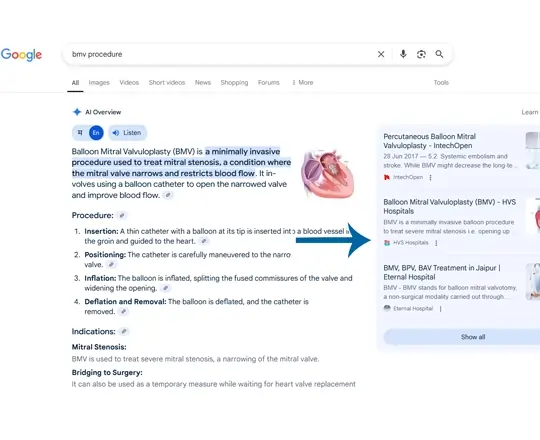 Google
bmv procedure
All Images Videos Short videos News Shopping Forums More
Tools
AI Overview
Learn
हि En Listen
Balloon Mitral Valvuloplasty (BMV) is a minimally invasive
procedure used to treat mitral stenosis, a condition where
the mitral valve narrows and restricts blood flow. It in-
volves using a balloon catheter to open the narrowed valve
and improve blood flow.
Procedure:
1. Insertion: A thin catheter with a balloon at its tip is inserted into a blood vessel in
the groin and guided to the heart.
2. Positioning: The catheter is carefully maneuvered to the narro
valve.
3. Inflation: The balloon is inflated, splitting the fused commissures of the valve and
widening the opening.
4. Deflation and Removal: The balloon is deflated, and the catheter is
removed.
Indications:
Mitral Stenosis:
BMV is used to treat severe mitral stenosis, a narrowing of the mitral valve.
Bridging to Surgery:
It can also be used as a temporary measure while waiting for heart valve replacement
Percutaneous Balloon Mitral
Valvuloplasty - IntechOpen
28 Jun 2017 — 5.2. Systemic embolism and
stroke. While BMV might decrease the long-te...
IntechOpen
Balloon Mitral Valvuloplasty (BMV) - HVS
Hospitals
BMV is a minimally invasive balloon procedure
to treat severe mitral stenosis i.e opening up
HVS Hospitals
BMV, BPV, BAV Treatment in Jaipur |
Eternal Hospital
BMV - BMV stands for balloon mitral valvotomy,
a non-surgical modality carried out through...
Eternal Hospital
Show all